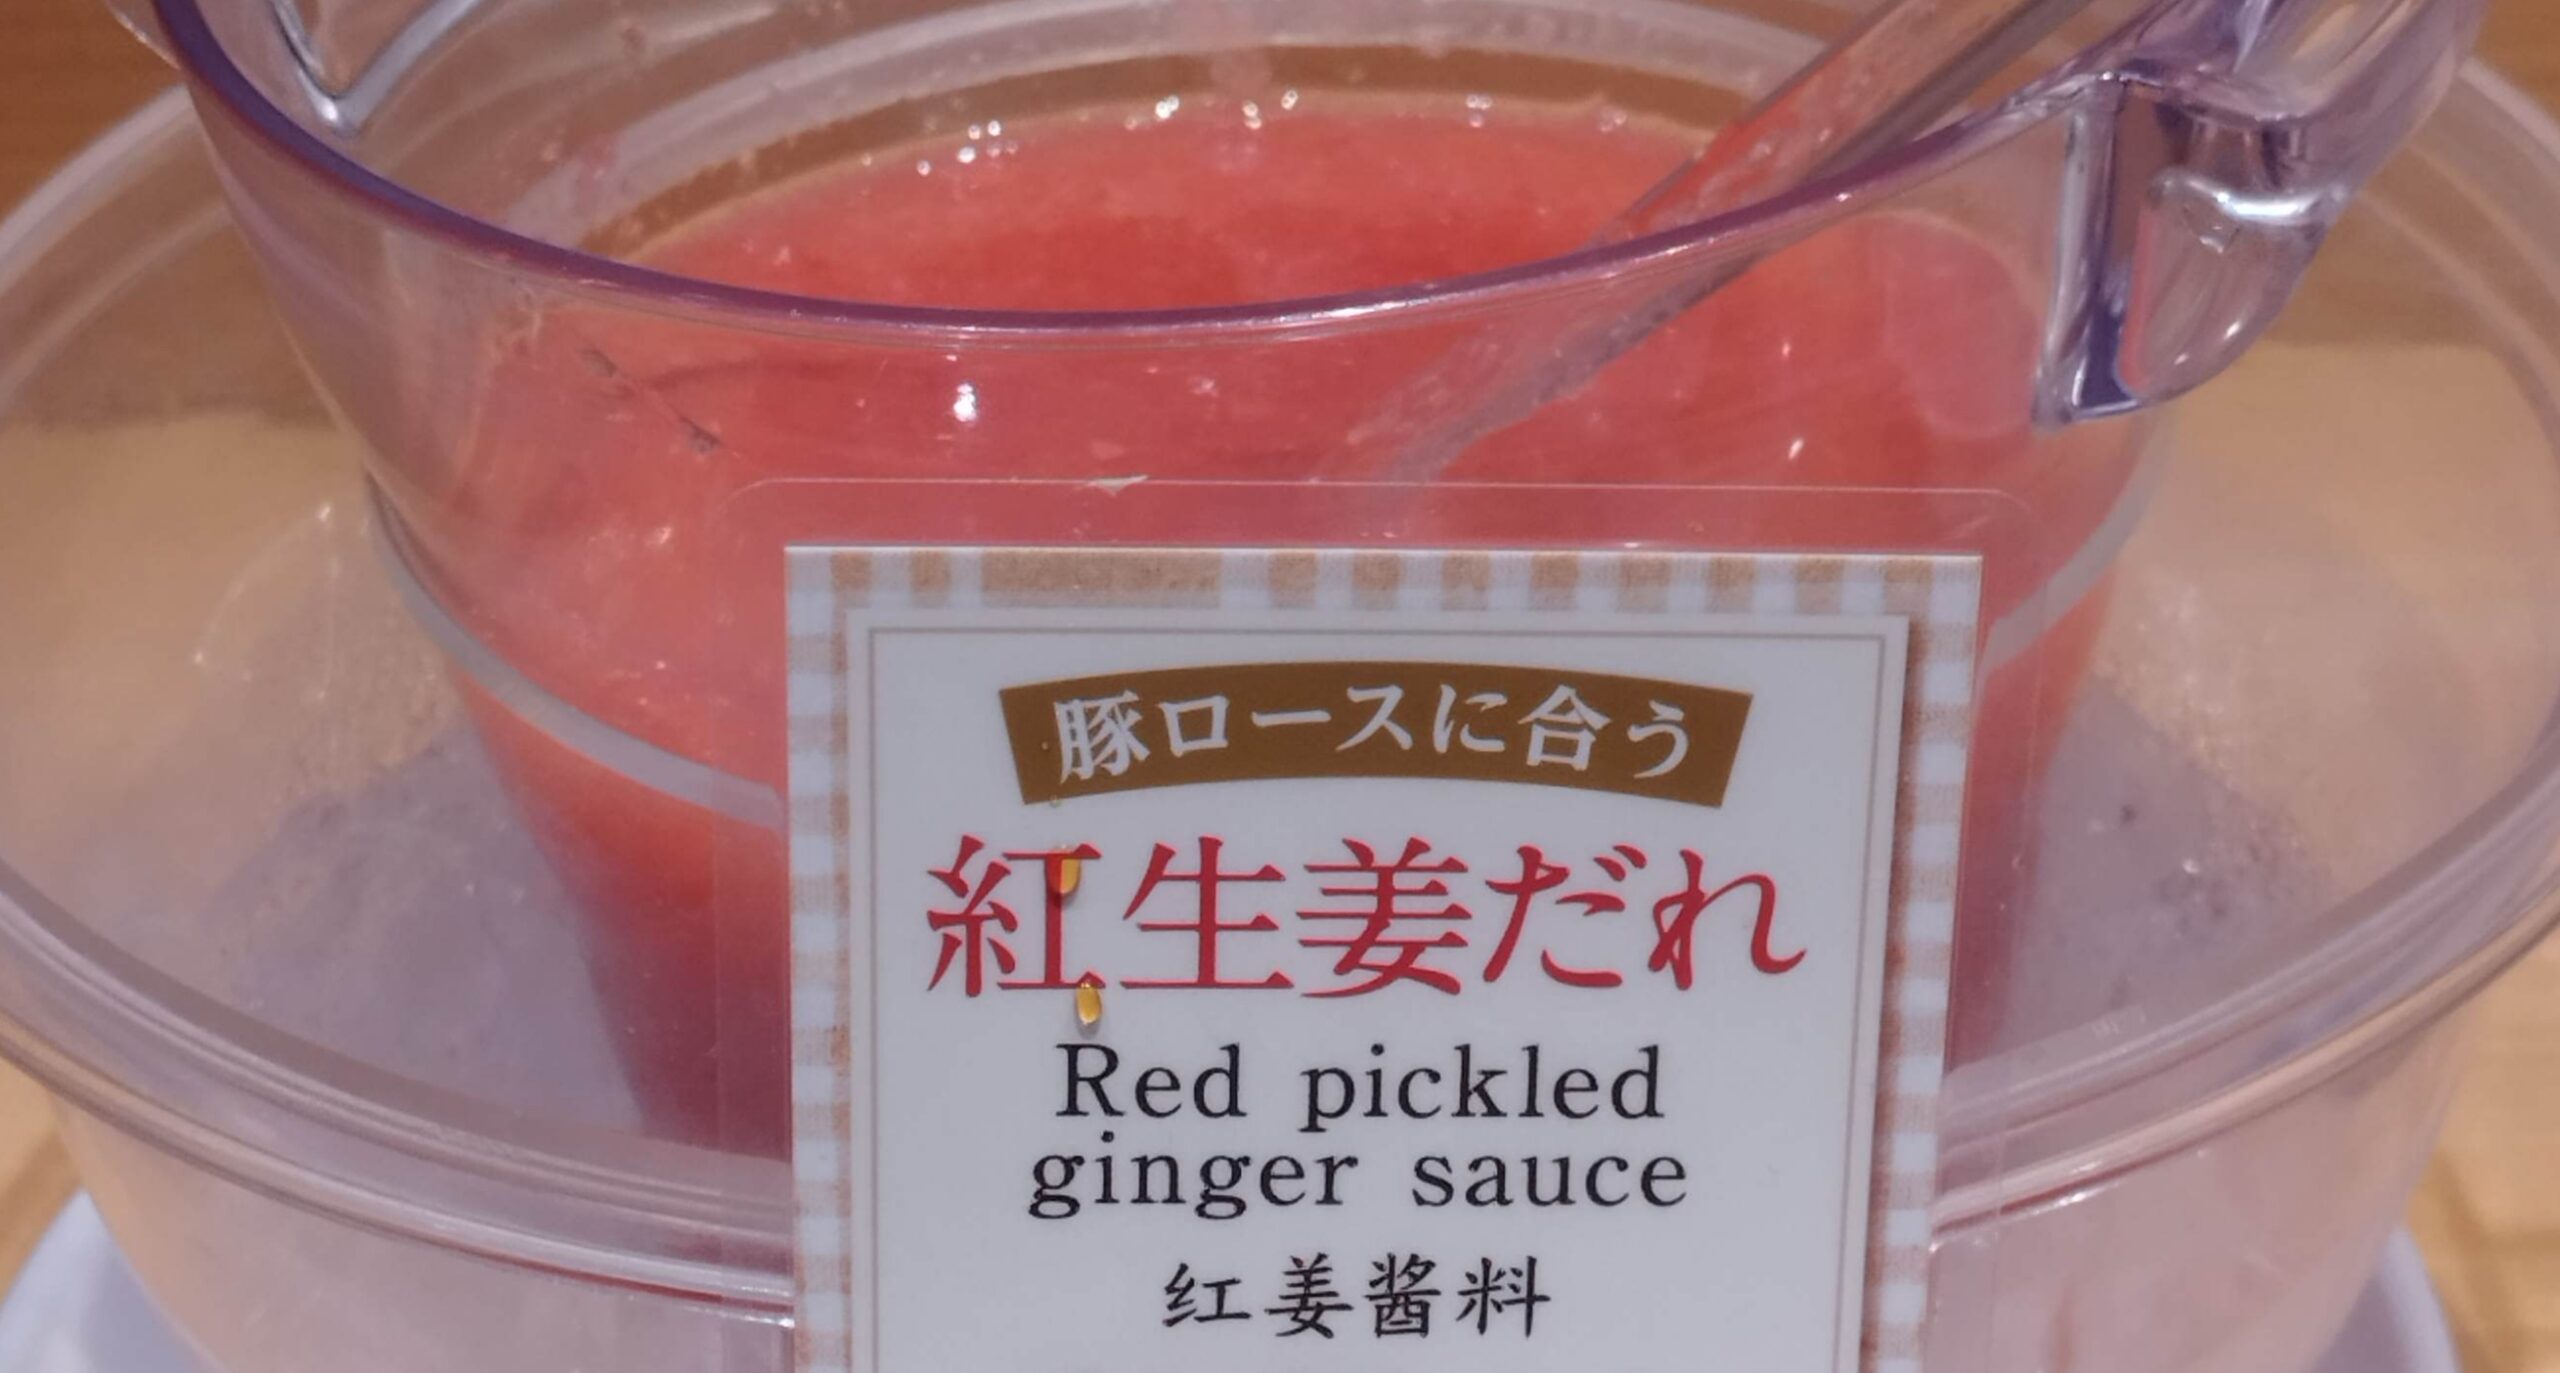 豚ロースに合う
紅生姜だれ
Red pickled
ginger sauce
红姜酱料